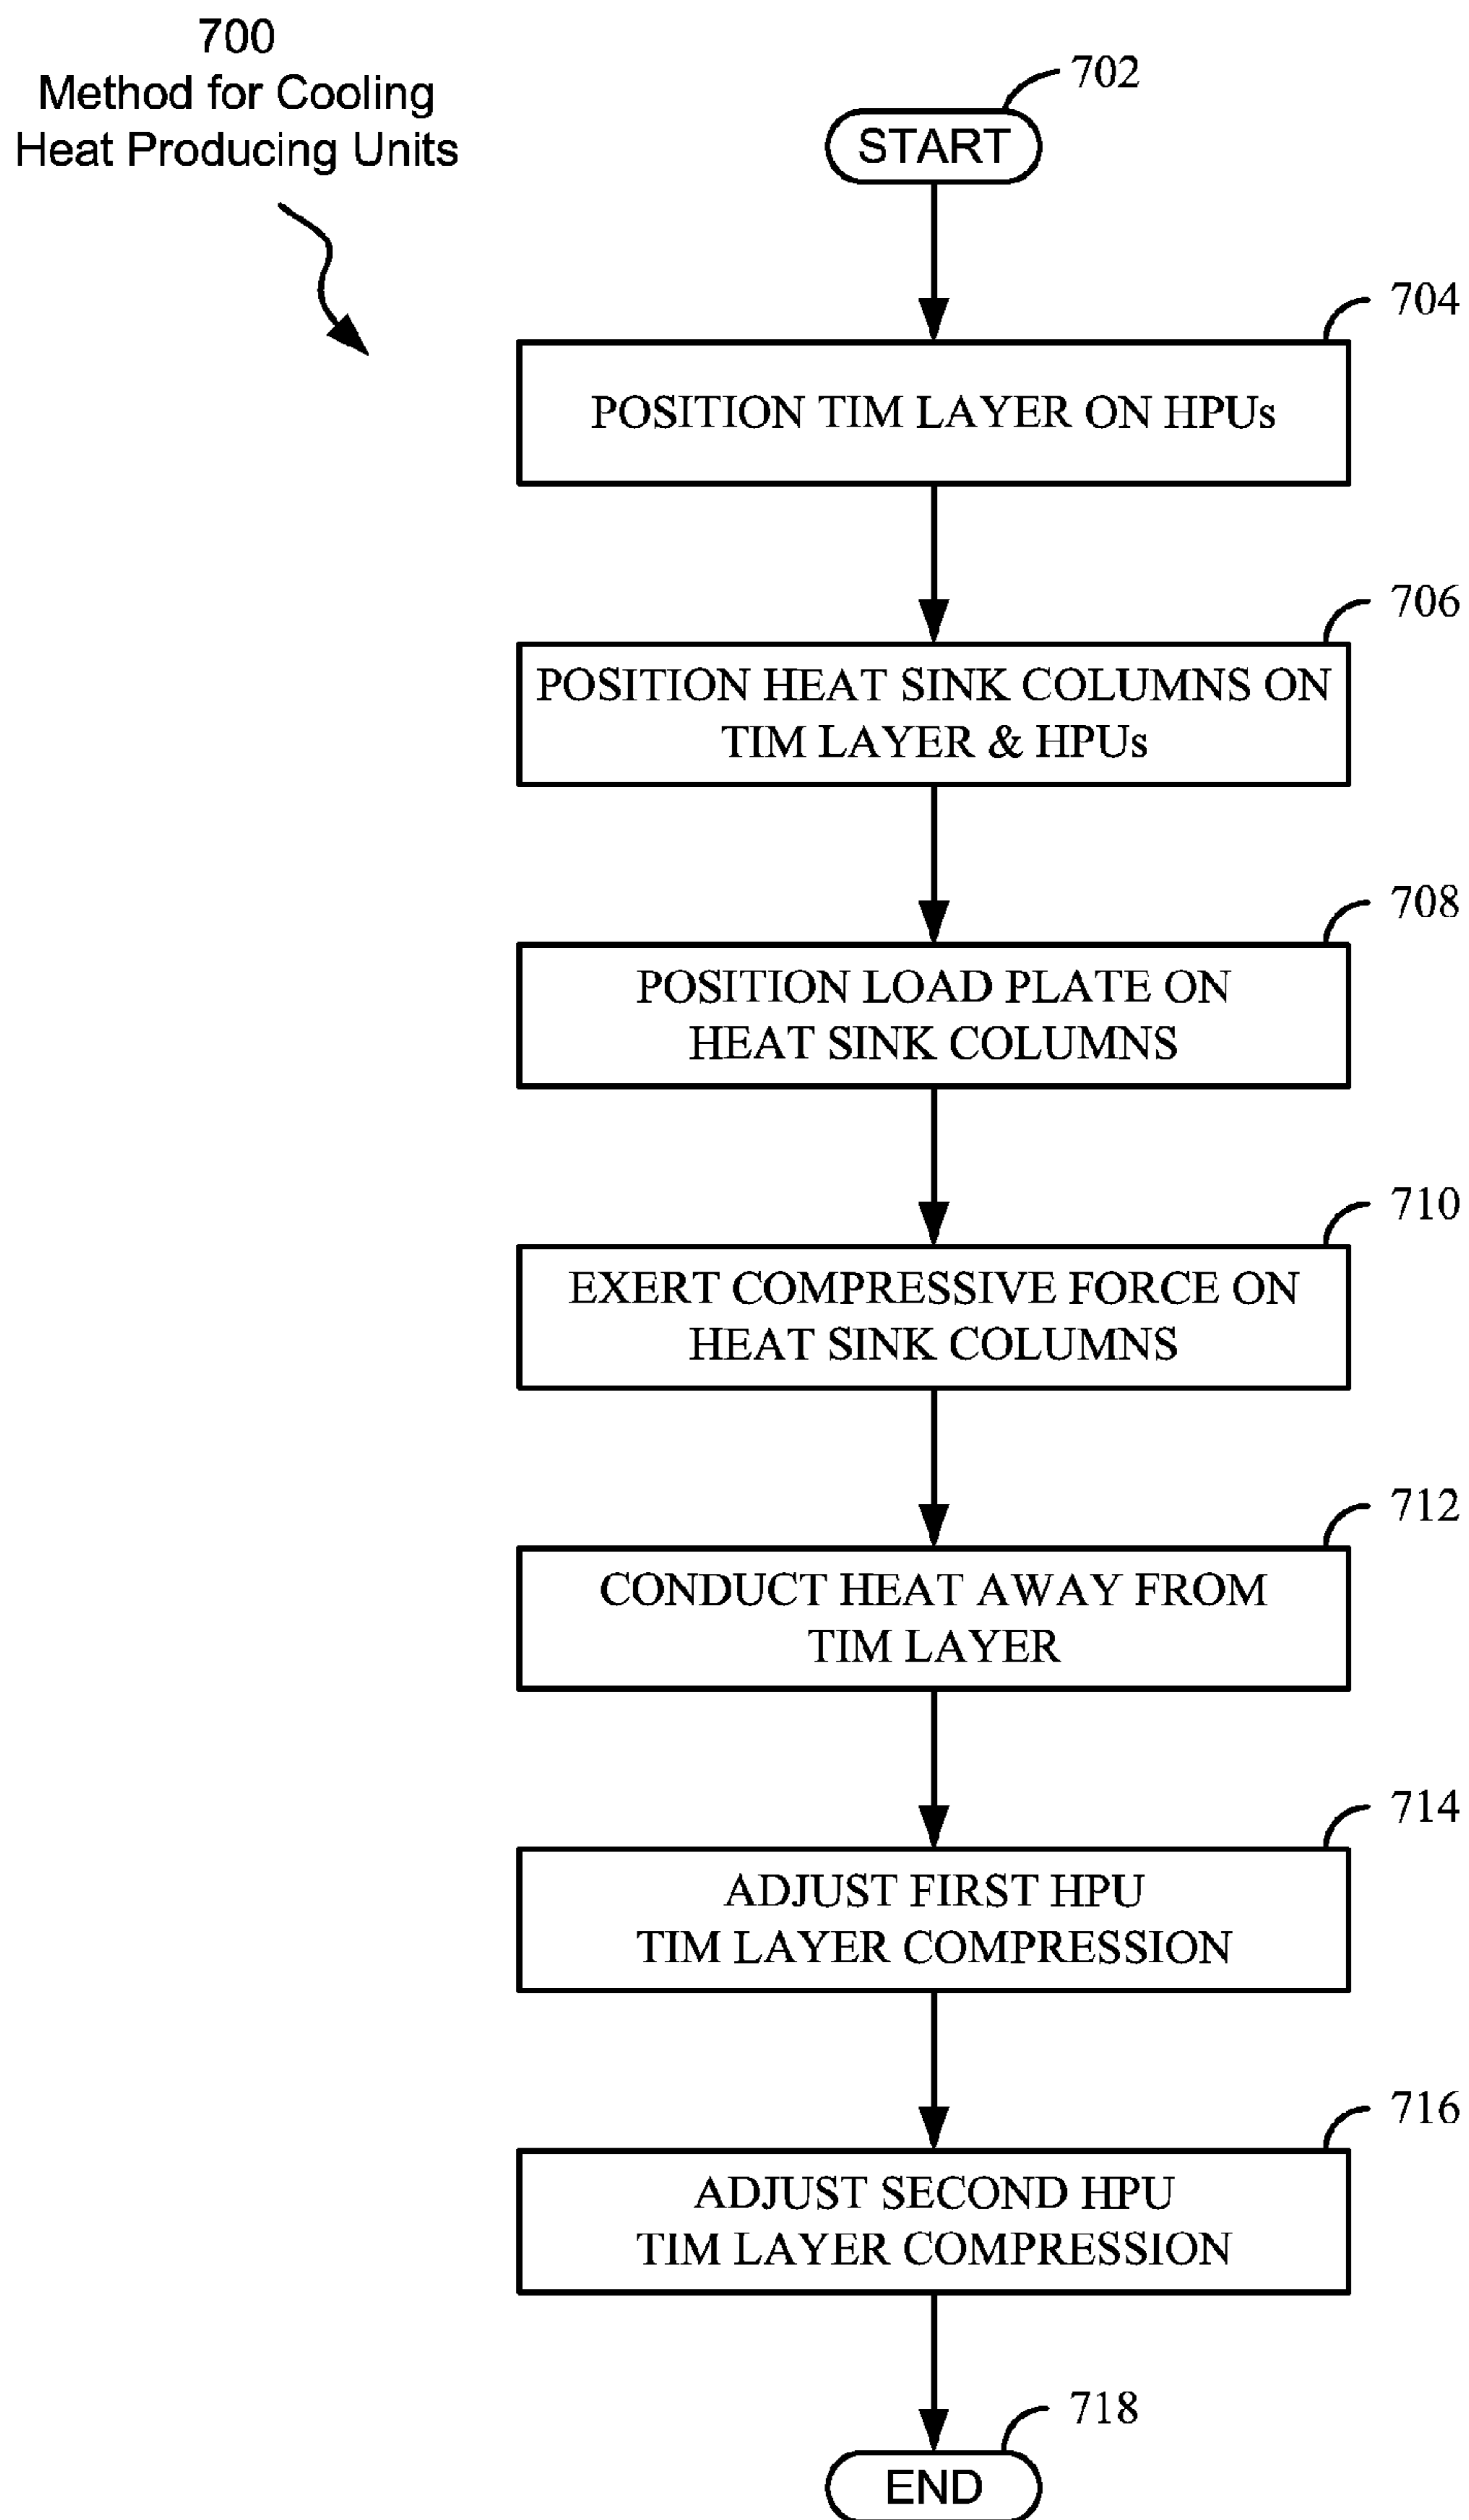 700
Method for Cooling
Heat Producing Units
702
START
704
POSITION TIM LAYER ON HPUs
706
POSITION HEAT SINK COLUMNS ON
TIM LAYER & HPUs
708
POSITION LOAD PLATE ON
HEAT SINK COLUMNS
710
EXERT COMPRESSIVE FORCE ON
HEAT SINK COLUMNS
712
CONDUCT HEAT AWAY FROM
TIM LAYER
714
ADJUST FIRST HPU
TIM LAYER COMPRESSION
716
ADJUST SECOND HPU
TIM LAYER COMPRESSION
718
END